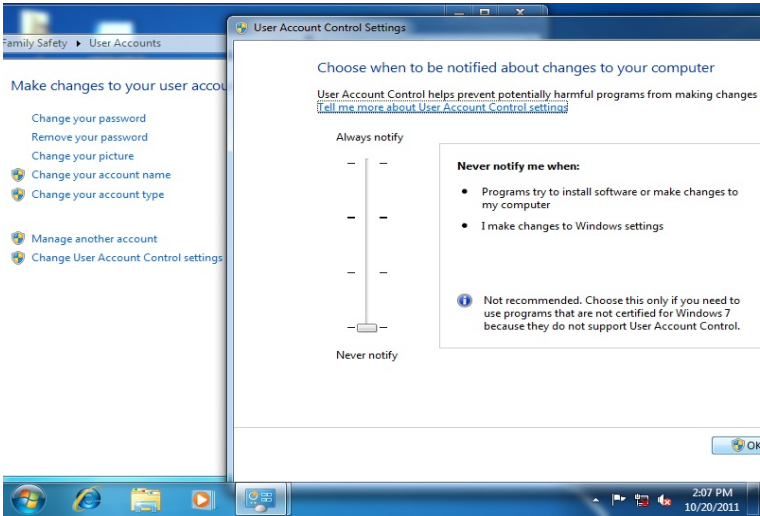 Family Safety ▸ User Accounts
Make changes to your user accou
Change your password
Remove your password
Change your picture
Change your account name
Change your account type
Manage another account
Change User Account Control settings
User Account Control Settings
Choose when to be notified about changes to your computer
User Account Control helps prevent potentially harmful programs from making changes
Tell me more about User Account Control settings
Always notify
Never notify
Never notify me when:
• Programs try to install software or make changes to
my computer
• I make changes to Windows settings
Not recommended. Choose this only if you need to
use programs that are not certified for Windows 7
because they do not support User Account Control.
OK
2:07 PM
10/20/2011